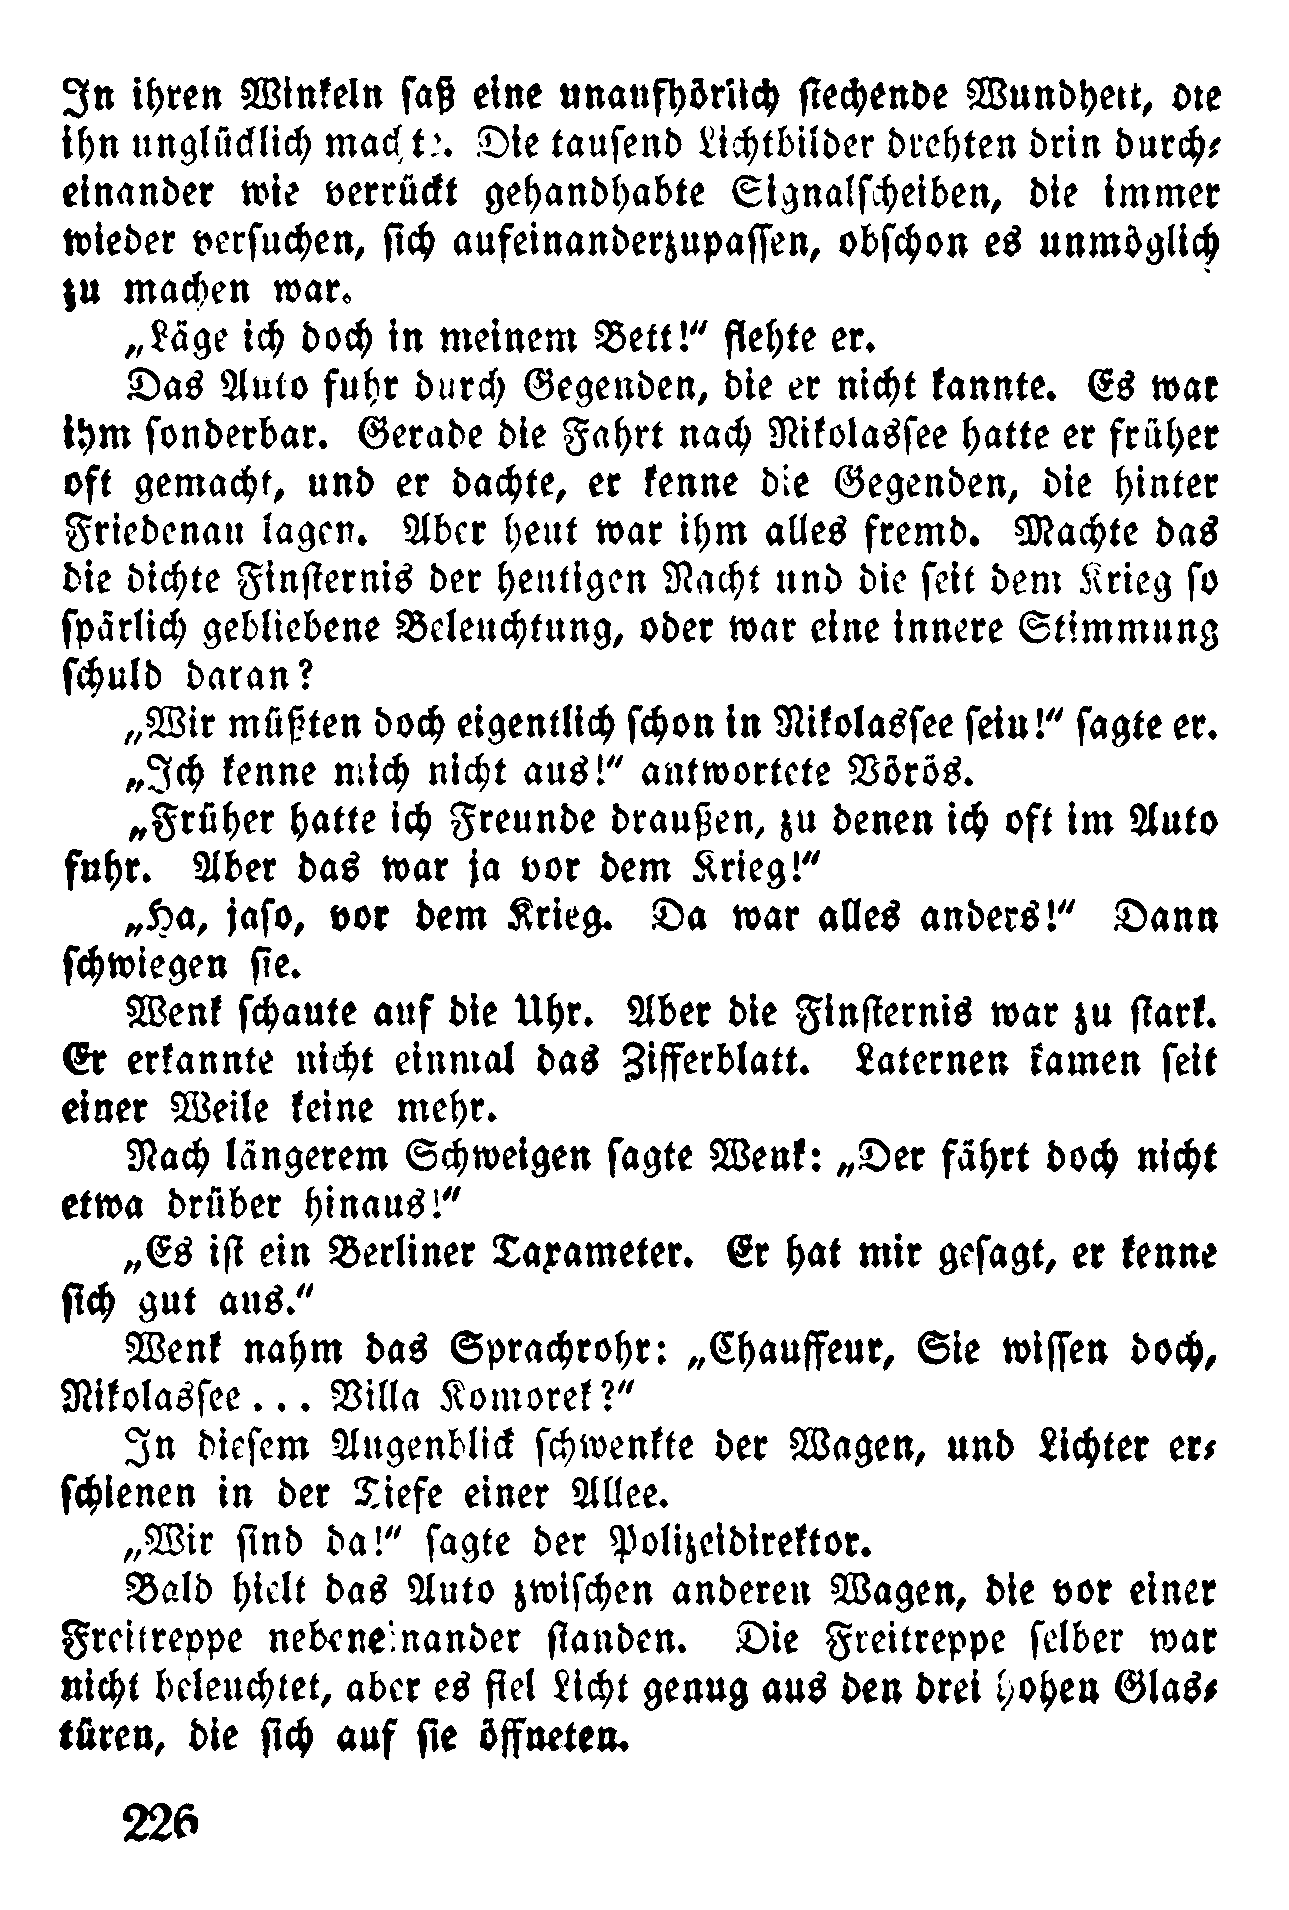 In ihren Winkeln saß eine unaufhörlich stechende Wundheit, die
ihn unglücklich machte. Die tausend Lichtbilder drehten drin durch-
einander wie verrückt gehandhabte Signalscheiben, die immer
wieder versuchen, sich aufeinanderzupassen, obschon es unmöglich
zu machen war.
„Läge ich doch in meinem Bett!“ flehte er.
Das Auto fuhr durch Gegenden, die er nicht kannte. Es war
ihm sonderbar. Gerade die Fahrt nach Nikolassee hatte er früher
oft gemacht, und er dachte, er kenne die Gegenden, die hinter
Friedenau lagen. Aber heut war ihm alles fremd. Machte das
die dichte Finsternis der heutigen Nacht und die seit dem Krieg so
spärlich gebliebene Beleuchtung, oder war eine innere Stimmung
schuld daran?
„Wir müßten doch eigentlich schon in Nikolassee sein!“ sagte er.
„Ich kenne mich nicht aus!“ antwortete Vörös.
„Früher hatte ich Freunde draußen, zu denen ich oft im Auto
fuhr. Aber das war ja vor dem Krieg!“
„Ha, jaso, vor dem Krieg. Da war alles anders!“ Dann
schwiegen sie.
Wenk schaute auf die Uhr. Aber die Finsternis war zu stark.
Er erkannte nicht einmal das Zifferblatt. Laternen kamen seit
einer Weile keine mehr.
Nach längerem Schweigen sagte Wenk: „Der fährt doch nicht
etwa drüber hinaus!“
„Es ist ein Berliner Taxameter. Er hat mir gesagt, er kenne
sich gut aus.“
Wenk nahm das Sprachrohr: „Chauffeur, Sie wissen doch,
Nikolassee... Villa Komorek?“
In diesem Augenblick schwenkte der Wagen, und Lichter er-
schienen in der Tiefe einer Allee.
„Wir sind da!“ sagte der Polizeidirektor.
Bald hielt das Auto zwischen anderen Wagen, die vor einer
Freitreppe nebeneinander standen. Die Freitreppe selber war
nicht beleuchtet, aber es fiel Licht genug aus den drei hohen Glas-
türen, die sich auf sie öffneten.
226